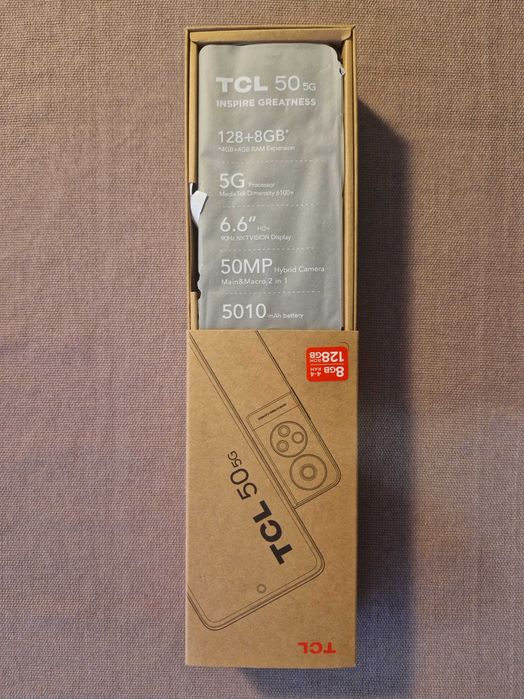 TCL 50 5G
INSPIRE GREATNESS
128+8GB*
*4GB+4GB RAM Expansion
5G Processor
MediaTek Dimensity 6100+
6.6" HD+
90Hz NXTVISION Display
50MP Hybrid Camera
Main&Macro 2 in 1
5010 mAh battery
8GB 4+4 RAM
128GB
TCL 50 5G
TCL